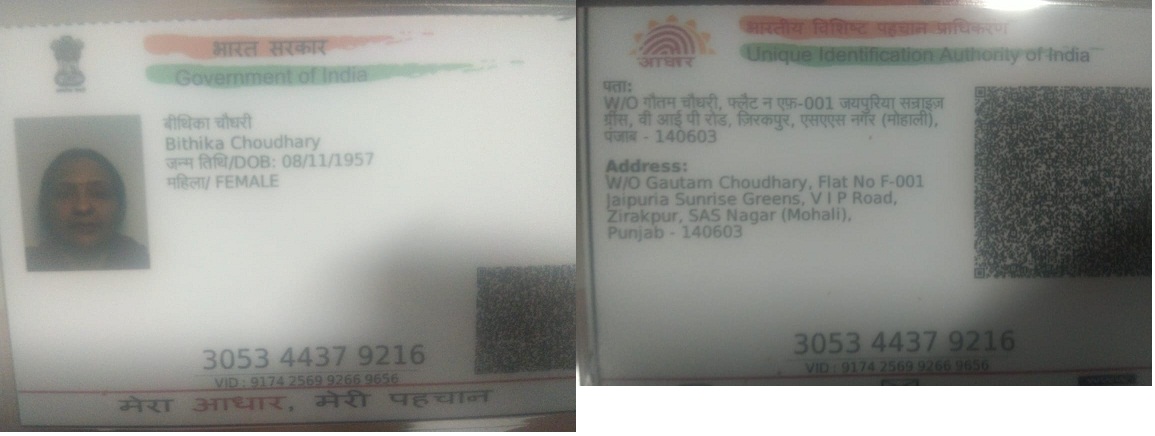 भारत सरकार
Government of India
बीथिका चौधरी
Bithika Choudhary
जन्म तिथि/DOB: 08/11/1957
महिला/ FEMALE
3053 4437 9216
VID : 9174 2569 9266 9656
मेरा आधार, मेरी पहचान
भारतीय विशिष्ट पहचान प्राधिकरण
Unique Identification Authority of India
आधार
पता:
W/O गौतम चौधरी, फ्लैट न एफ़-001 जयपुरिया सनराइज़
ग्रीस, वी आई पी रोड, ज़िरकपुर, एसएएस नगर (मोहाली),
पंजाब - 140603
Address:
W/O Gautam Choudhary, Flat No F-001
Jaipuria Sunrise Greens, V I P Road,
Zirakpur, SAS Nagar (Mohali),
Punjab - 140603
3053 4437 9216
VID : 9174 2569 9266 9656